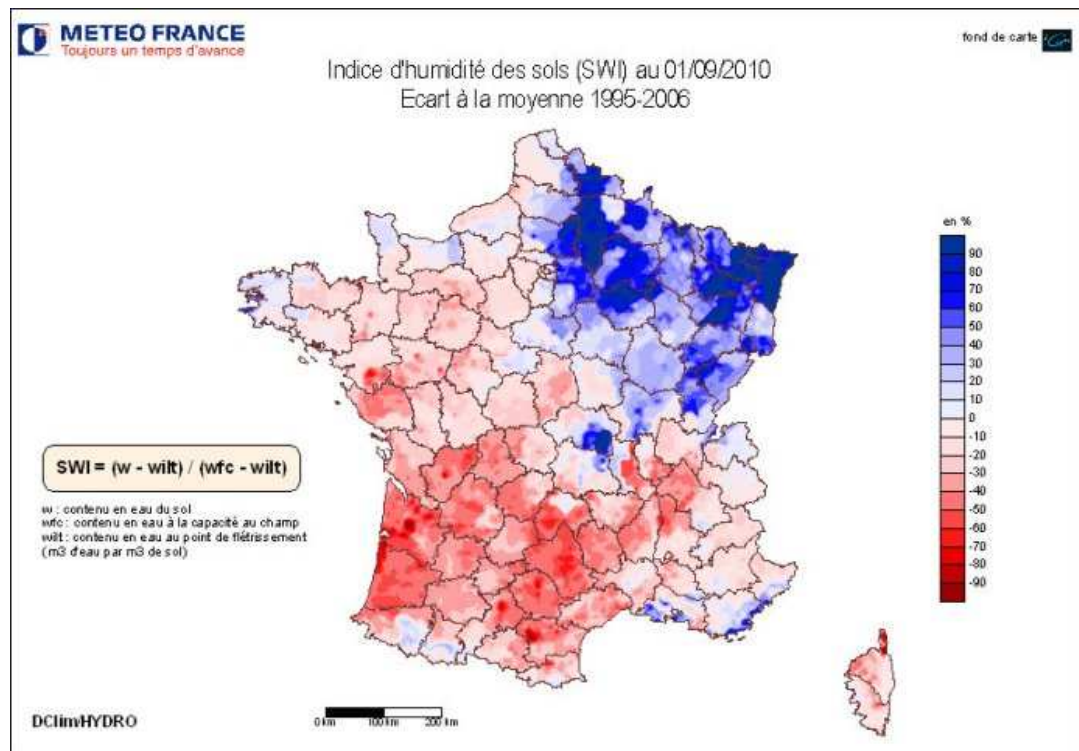 METEO FRANCE
Toujours un temps d'avance
fond de carte
Indice d'humidité des sols (SWI) au 01/09/2010
Ecart à la moyenne 1995-2006
en %
90
80
70
60
50
40
30
20
10
0
-10
-20
-30
-40
-50
-60
-70
-80
-90
SWI = (w - wilt) / (wfc - wilt)
w : contenu en eau du sol
wfc : contenu en eau à la capacité au champ
wilt : contenu en eau au point de flétrissement
(m3 d'eau par m3 de sol)
DClim/HYDRO
0 km 100 km 200 km